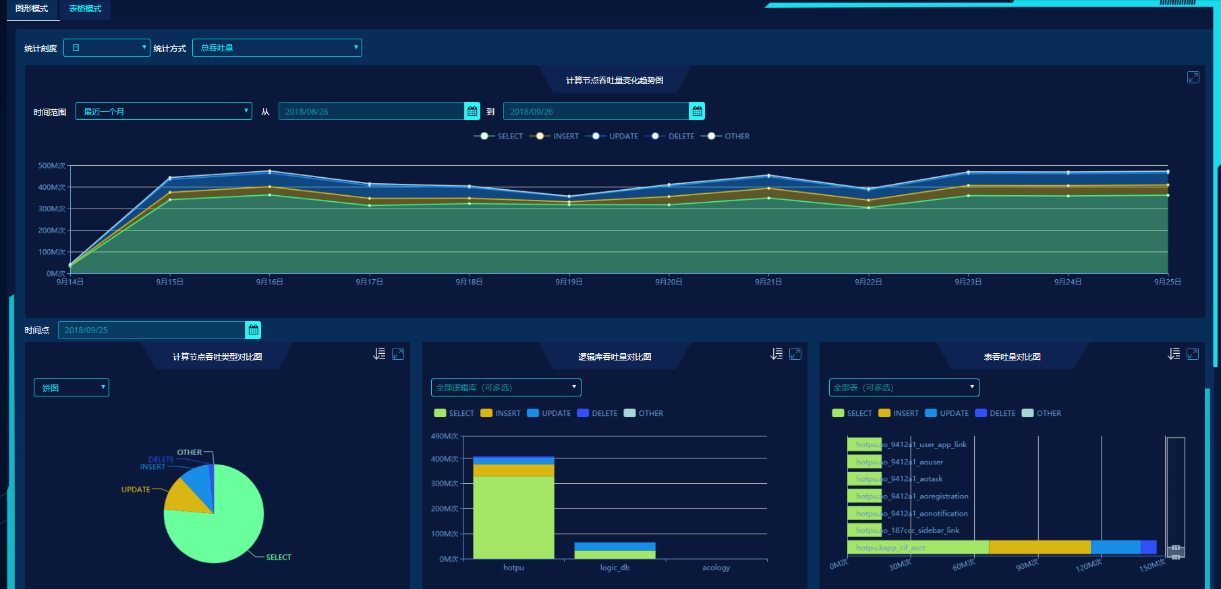 图形模式 表格模式
统计刻度 日 统计方式 总吞吐量
计算节点吞吐量变化趋势图
时间范围 最近一个月 从 2018/08/26 到 2018/09/26
SELECT INSERT UPDATE DELETE OTHER
500M次
400M次
300M次
200M次
100M次
0M次
9月14日 9月15日 9月16日 9月17日 9月18日 9月19日 9月20日 9月21日 9月22日 9月23日 9月24日 9月25日
时间点 2018/09/25
计算节点吞吐类型对比图
饼图
OTHER
DELETE
INSERT
UPDATE
SELECT
逻辑库吞吐量对比图
全部逻辑库（可多选）
SELECT INSERT UPDATE DELETE OTHER
490M次
400M次
300M次
200M次
100M次
0M次
hotpu logic_db acology
表吞吐量对比图
全部表（可多选）
SELECT INSERT UPDATE DELETE OTHER
hotpu.ao_9412a1_user_app_link
hotpu.ao_9412a1_aouser
hotpu.ao_9412a1_aotask
hotpu.ao_9412a1_aoregistration
hotpu.ao_9412a1_aonotification
hotpu.ao_187ccc_sidebar_link
0M次 30M次 60M次 90M次 120M次 150M次